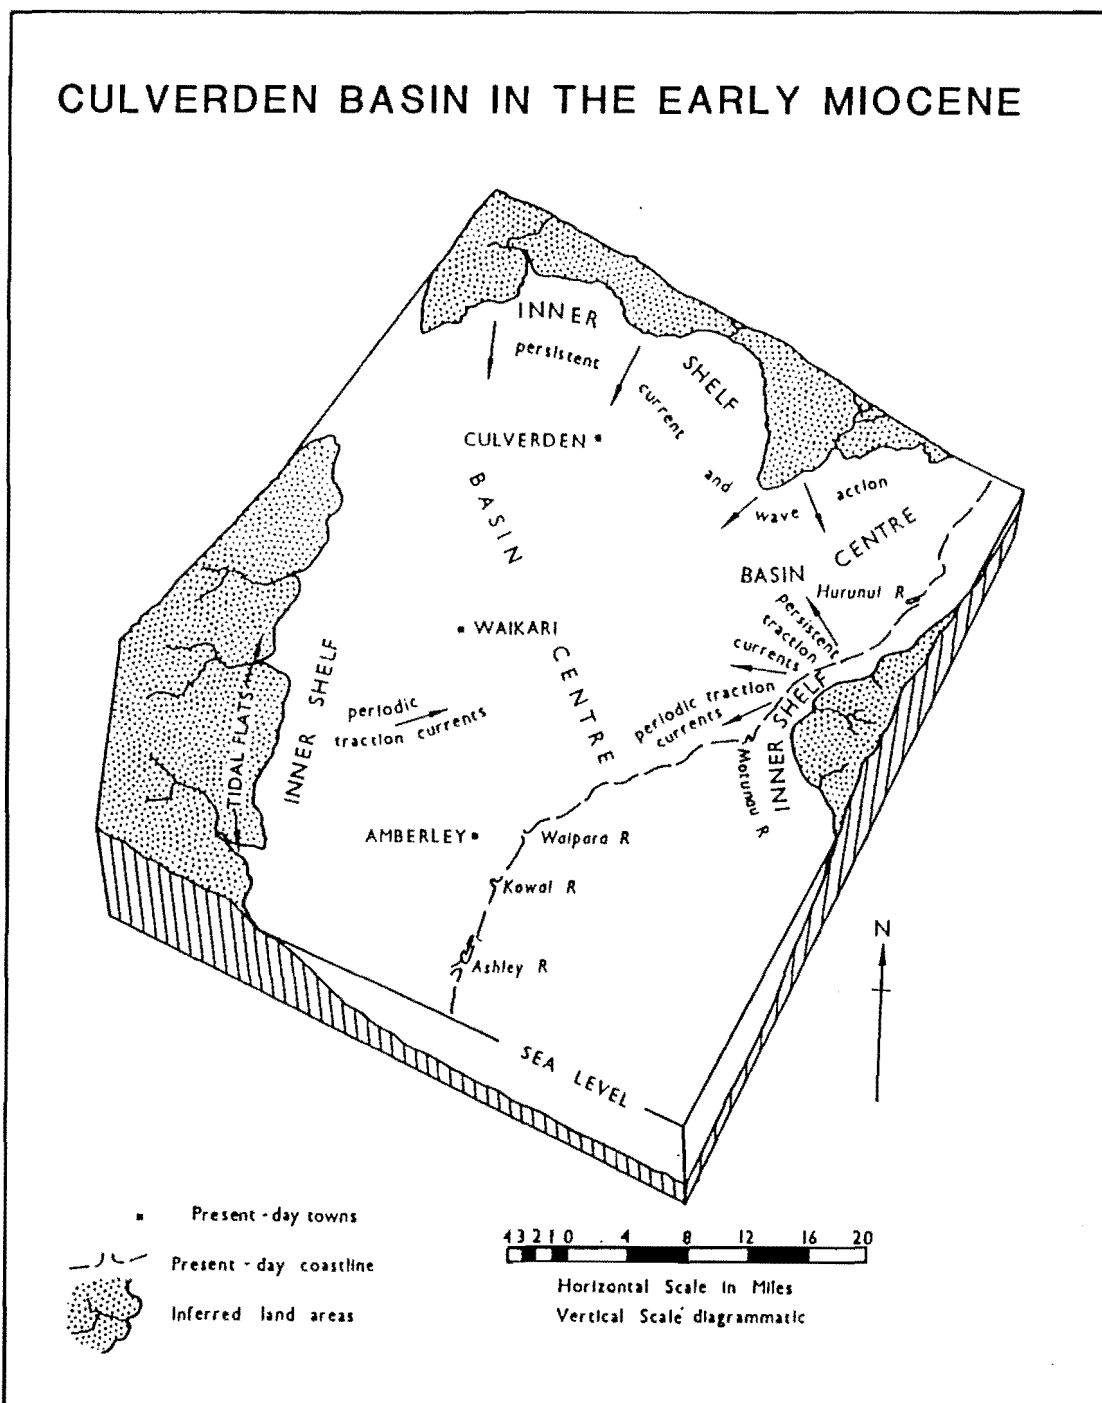 CULVERDEN BASIN IN THE EARLY MIOCENE
INNER SHELF
persistent current and wave action
CULVERDEN
BASIN CENTRE
BASIN CENTRE
Hurunui R
persistent
traction
currents
WAIKARI
INNER SHELF
TIDAL FLATS
periodic
traction currents
periodic traction
currents
INNER SHELF
Motunau R
AMBERLEY
Waipara R
Kowai R
Ashley R
N
SEA LEVEL
Present-day towns
Present-day coastline
Inferred land areas
4 3 2 1 0 4 8 12 16 20
Horizontal Scale in Miles
Vertical Scale diagrammatic